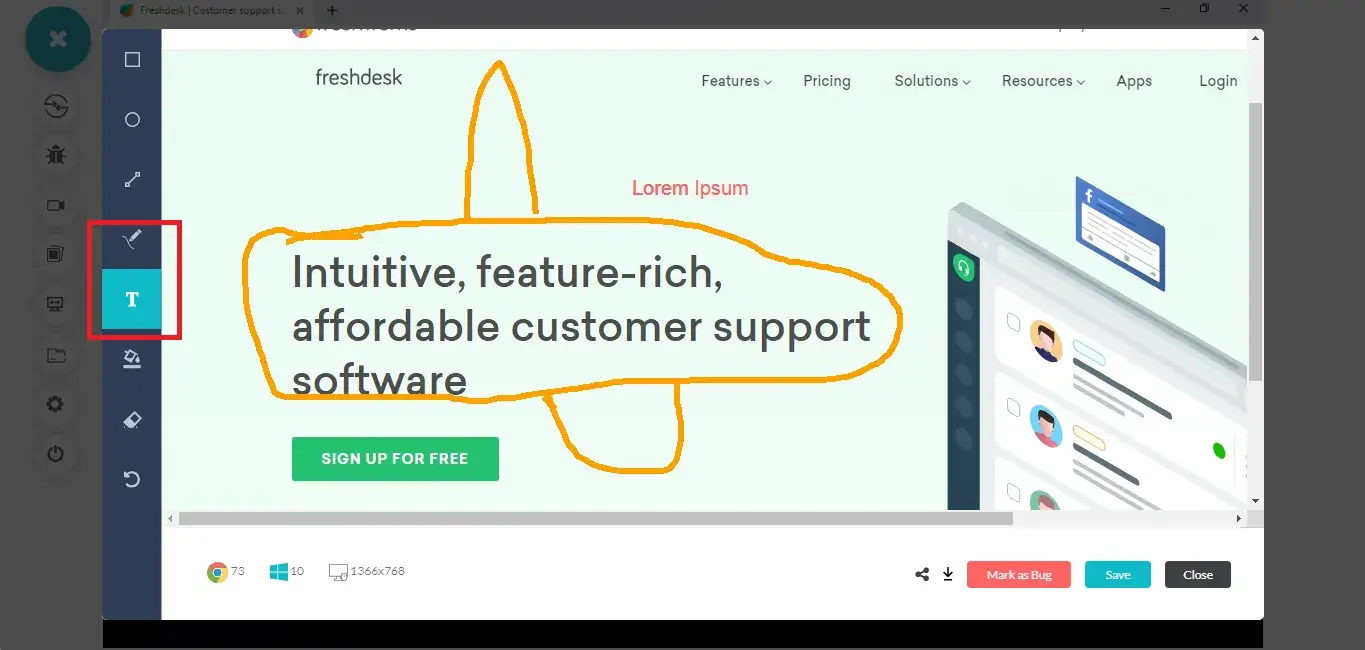 Freshdesk | Customer support s
freshdesk
Features
Pricing
Solutions
Resources
Apps
Login
Lorem Ipsum
Intuitive, feature-rich,
affordable customer support
software
SIGN UP FOR FREE
T
73
10
1366x768
Mark as Bug
Save
Close